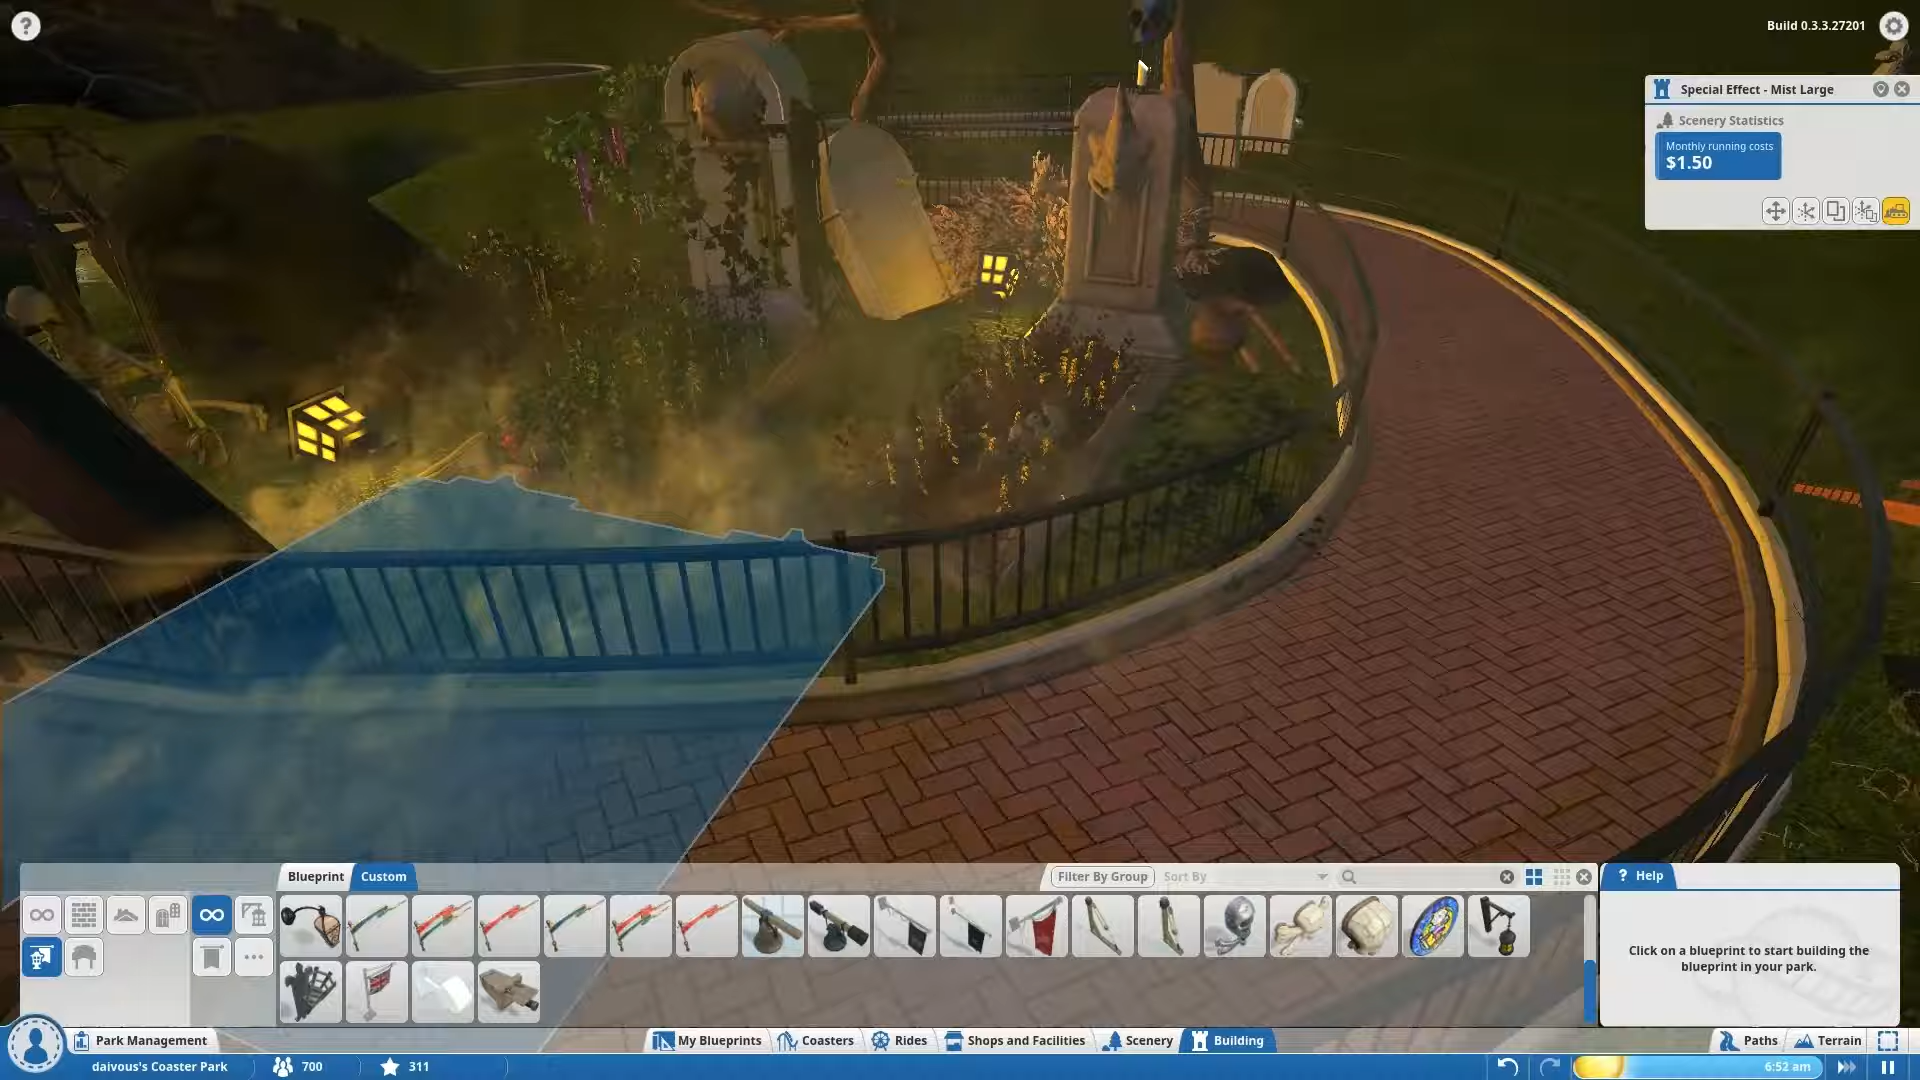 ?
Build 0.3.3.27201
Special Effect - Mist Large
Scenery Statistics
Monthly running costs
$1.50
Blueprint
Custom
Filter By Group
Sort By
? Help
Click on a blueprint to start building the
blueprint in your park.
Park Management
My Blueprints
Coasters
Rides
Shops and Facilities
Scenery
Building
Paths
Terrain
daivous's Coaster Park
700
311
6:52 am